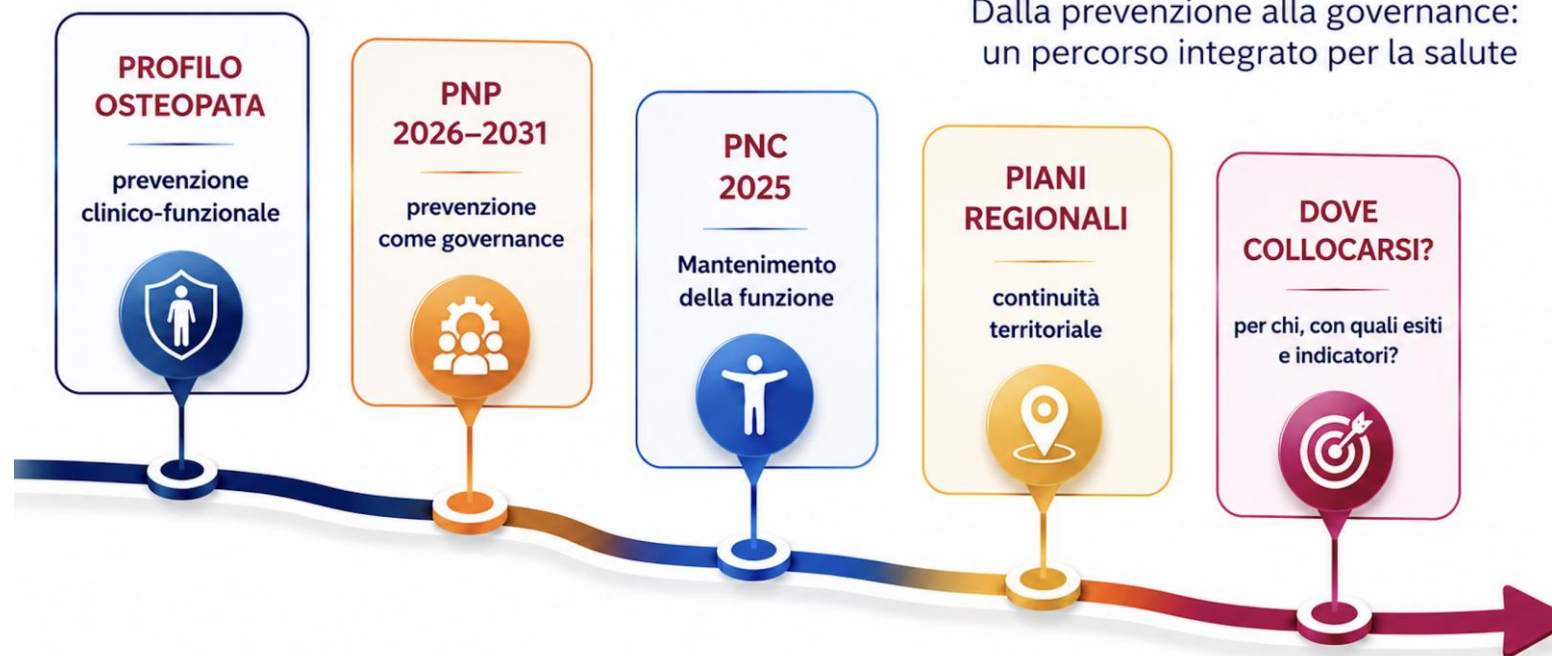 Dalla prevenzione alla governance:
un percorso integrato per la salute
PROFILO
OSTEOPATA
prevenzione
clinico-funzionale
PNP
2026–2031
prevenzione
come governance
PNC
2025
Mantenimento
della funzione
PIANI
REGIONALI
continuità
territoriale
DOVE
COLLOCARSI?
per chi, con quali esiti
e indicatori?